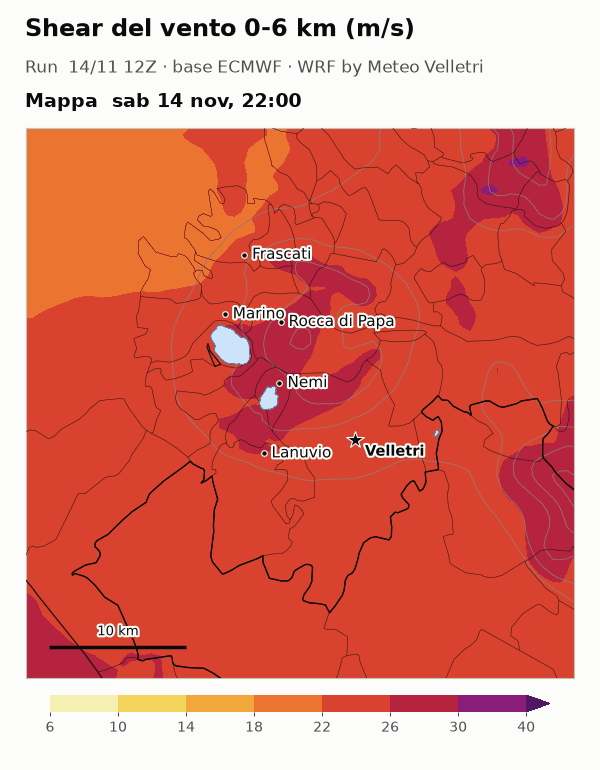 Shear del vento 0-6 km (m/s)
Run 14/11 12Z · base ECMWF · WRF by Meteo Velletri
Mappa sab 14 nov, 22:00
Frascati
Marino
Rocca di Papa
Nemi
Velletri
Lanuvio
10 km
6 10 14 18 22 26 30 40